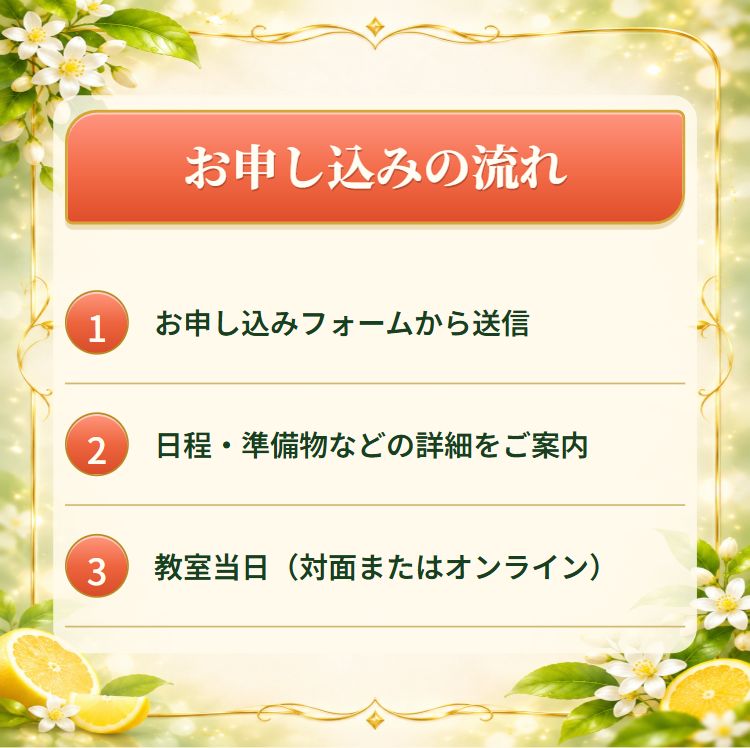 お申し込みの流れ
1 お申し込みフォームから送信
2 日程・準備物などの詳細をご案内
3 教室当日（対面またはオンライン）